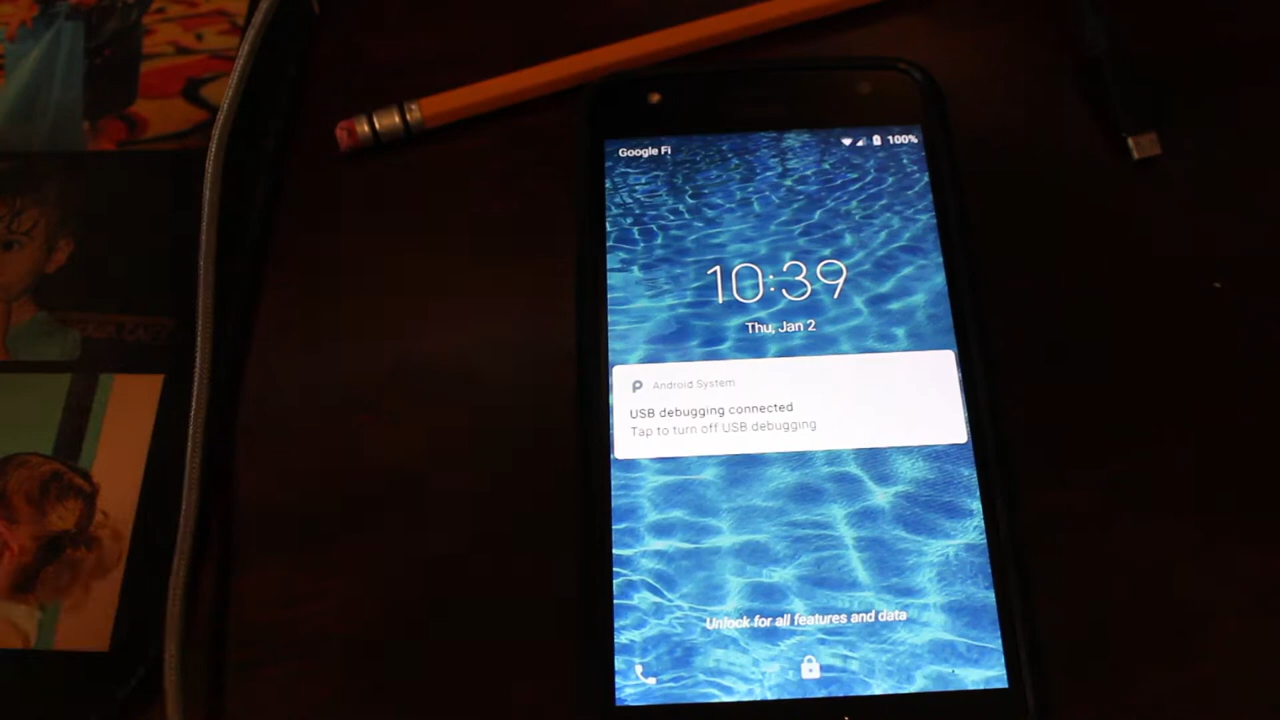 Google Fi
100%
10:39
Thu, Jan 2
Android System
USB debugging connected
Tap to turn off USB debugging
Unlock for all features and data